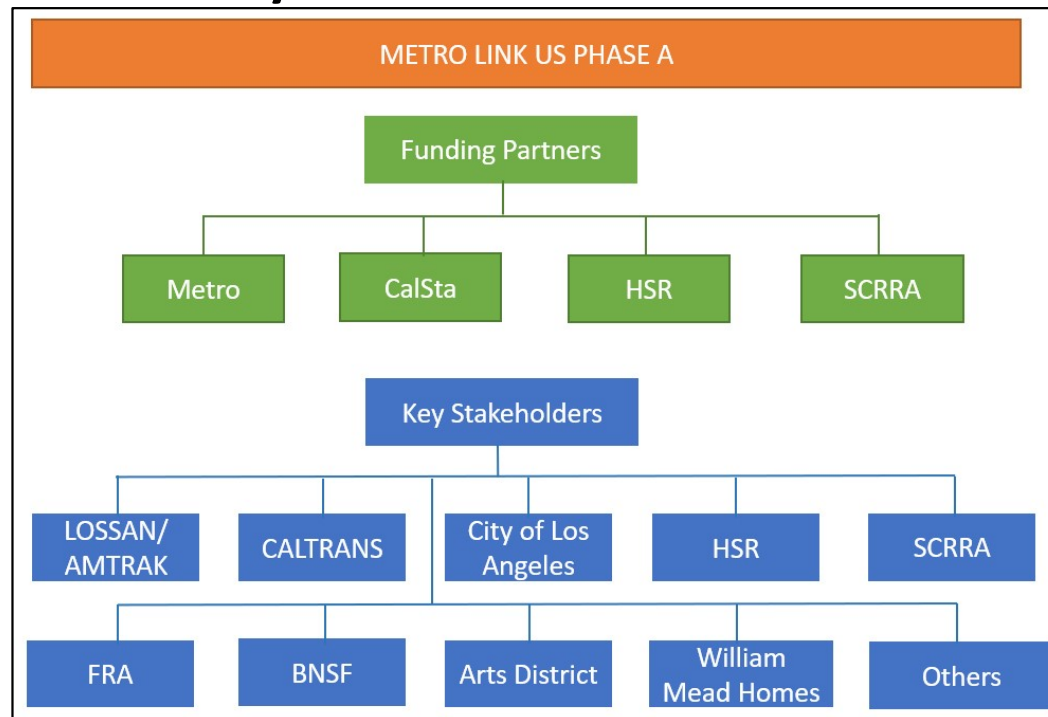 METRO LINK US PHASE A
Funding Partners
Metro
CalSta
HSR
SCRRA
Key Stakeholders
LOSSAN/
AMTRAK
CALTRANS
City of Los
Angeles
HSR
SCRRA
FRA
BNSF
Arts District
William
Mead Homes
Others